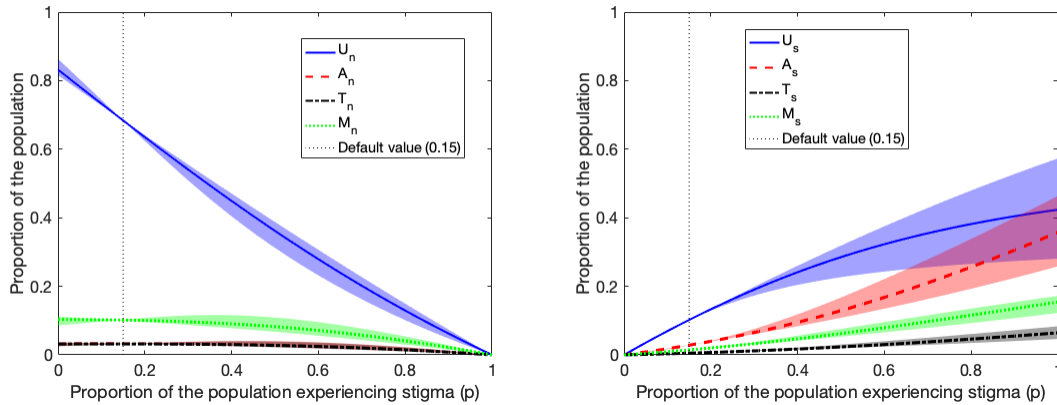 1
0.8
0.6
0.4
0.2
0
0 0.2 0.4 0.6 0.8 1
Proportion of the population
Proportion of the population experiencing stigma (p)
U_n
A_n
T_n
M_n
Default value (0.15)
1
0.8
0.6
0.4
0.2
0
0 0.2 0.4 0.6 0.8 1
Proportion of the population
Proportion of the population experiencing stigma (p)
U_s
A_s
T_s
M_s
Default value (0.15)